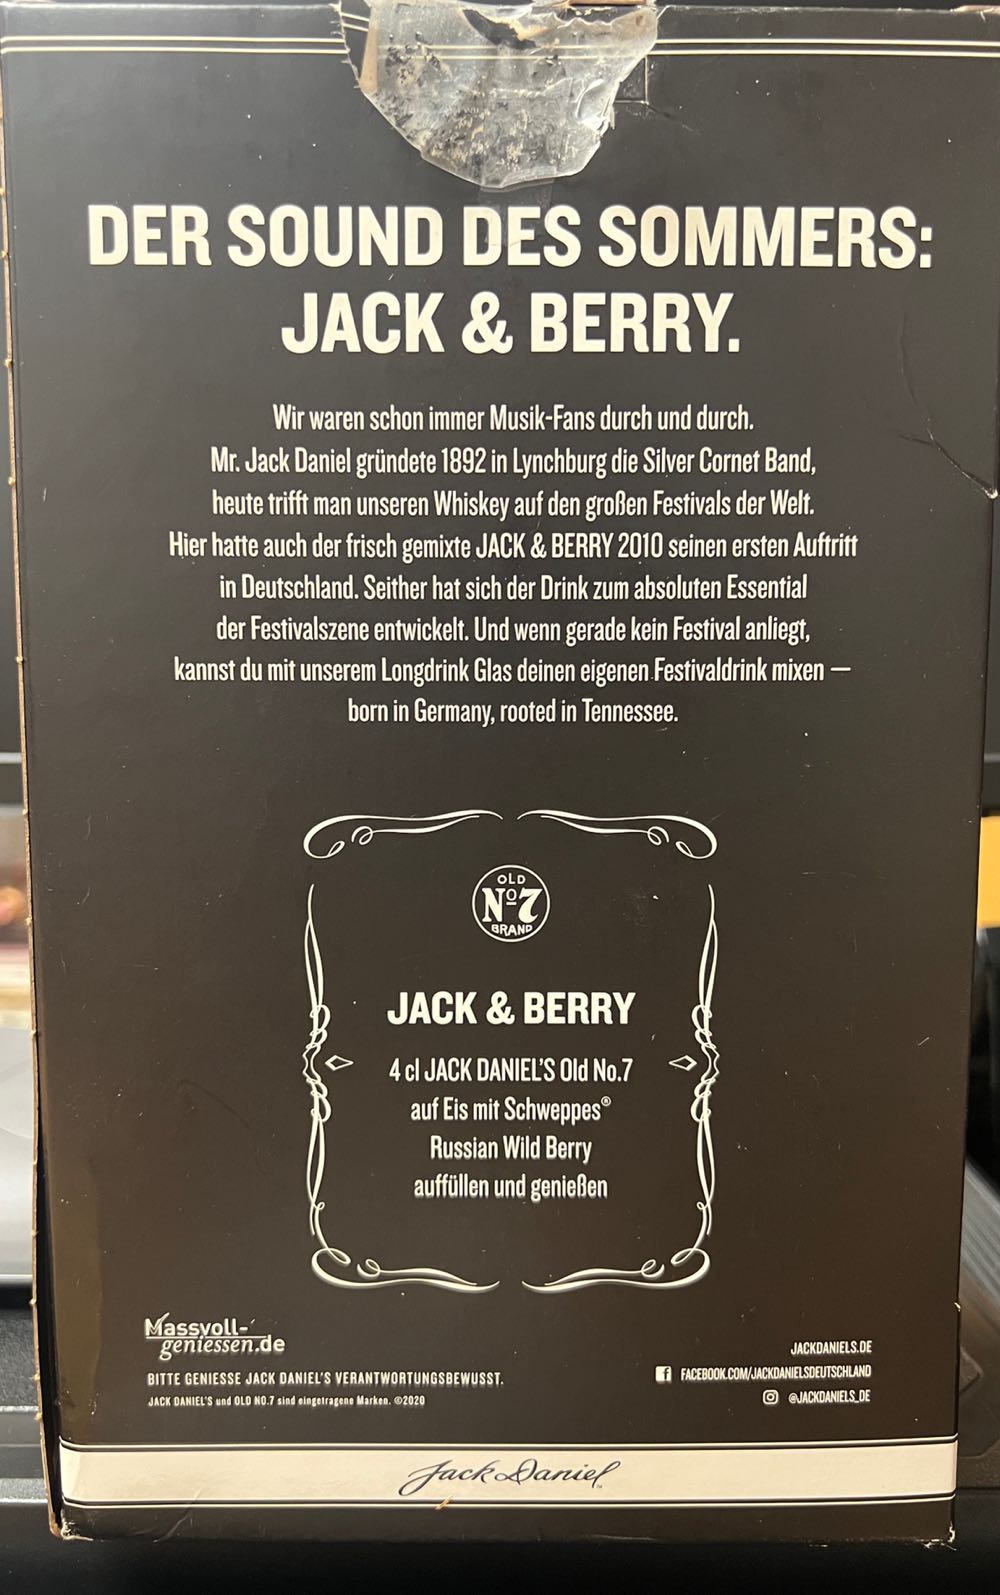 DER SOUND DES SOMMERS:
JACK & BERRY.
Wir waren schon immer Musik-Fans durch und durch.
Mr. Jack Daniel gründete 1892 in Lynchburg die Silver Cornet Band,
heute trifft man unseren Whiskey auf den großen Festivals der Welt.
Hier hatte auch der frisch gemixte JACK & BERRY 2010 seinen ersten Auftritt
in Deutschland. Seither hat sich der Drink zum absoluten Essential
der Festivalszene entwickelt. Und wenn gerade kein Festival anliegt,
kannst du mit unserem Longdrink Glas deinen eigenen Festivaldrink mixen —
born in Germany, rooted in Tennessee.
OLD
Nº7
BRAND
JACK & BERRY
4 cl JACK DANIEL'S Old No.7
auf Eis mit Schweppes®
Russian Wild Berry
auffüllen und genießen
Massvoll-
geniessen.de
BITTE GENIESSE JACK DANIEL'S VERANTWORTUNGSBEWUSST.
JACK DANIEL'S und OLD NO.7 sind eingetragene Marken. ©2020
JACKDANIELS.DE
FACEBOOK.COM/JACKDANIELSDEUTSCHLAND
@JACKDANIELS_DE
Jack Daniel